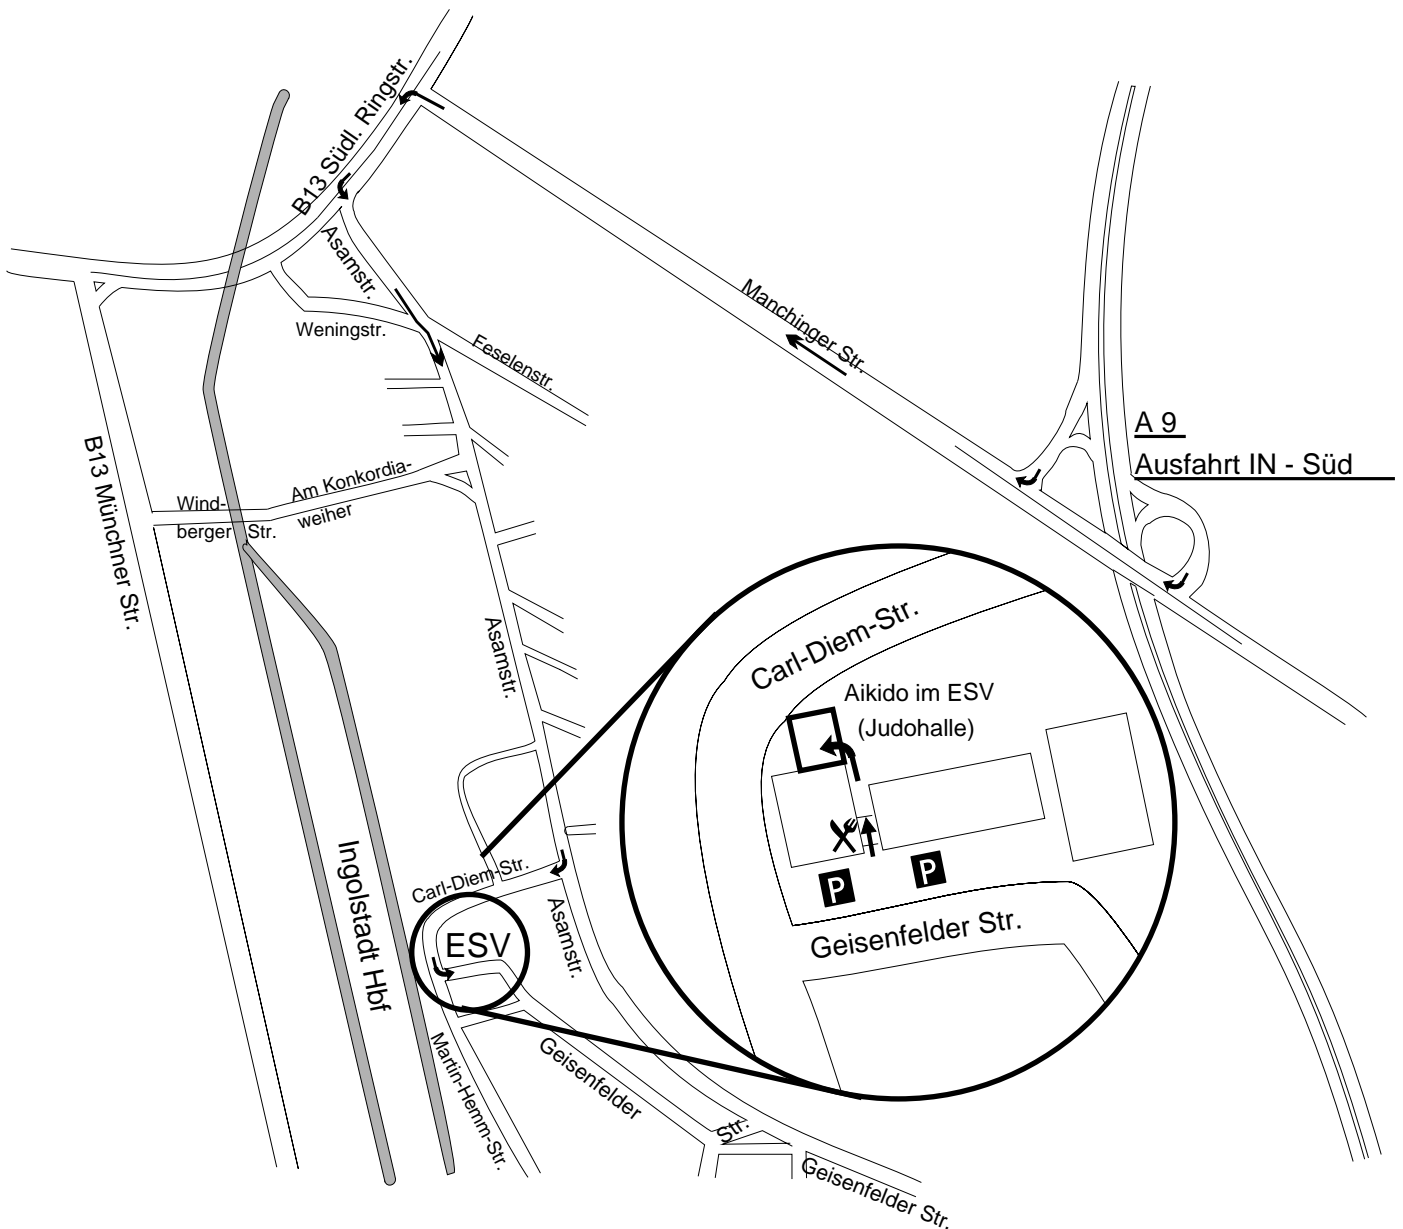 B13 Südl. Ringstr.
Asamstr.
Weningstr.
Feselenstr.
Manchinger Str.
A 9
Ausfahrt IN - Süd
B13 Münchner Str.
Wind-
berger Str.
Am Konkordia-
weiher
Asamstr.
Carl-Diem-Str.
Aikido im ESV
(Judohalle)
P
P
Geisenfelder Str.
Ingolstadt Hbf
Carl-Diem-Str.
ESV
Asamstr.
Martin-Hemm-Str.
Geisenfelder
Str.
Geisenfelder Str.